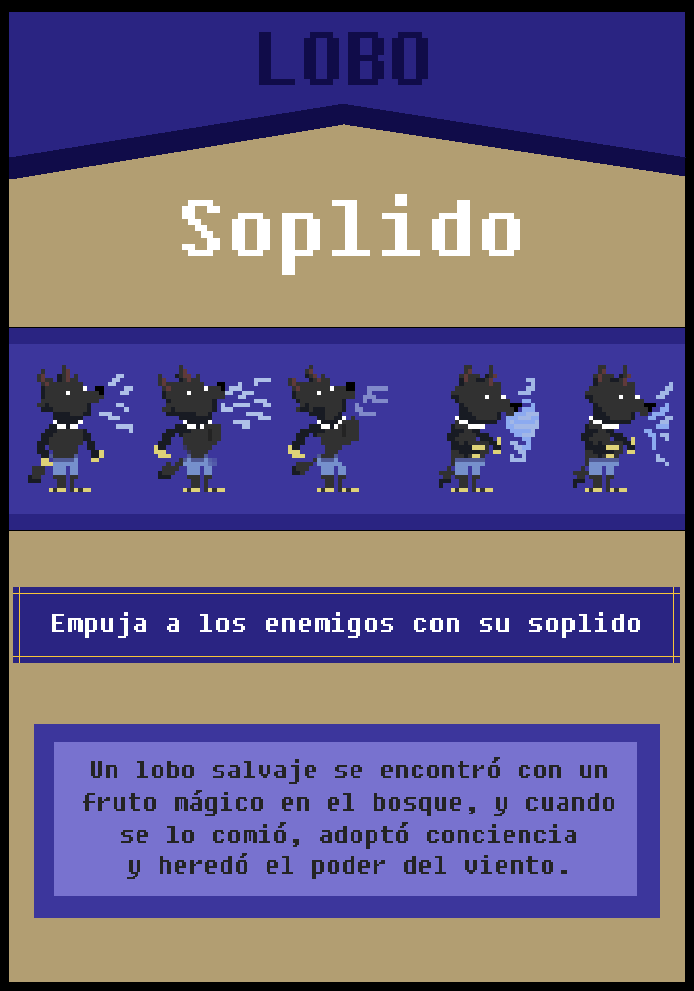 LOBO
Soplido
Empuja a los enemigos con su soplido
Un lobo salvaje se encontró con un
fruto mágico en el bosque, y cuando
se lo comió, adoptó conciencia
y heredó el poder del viento.